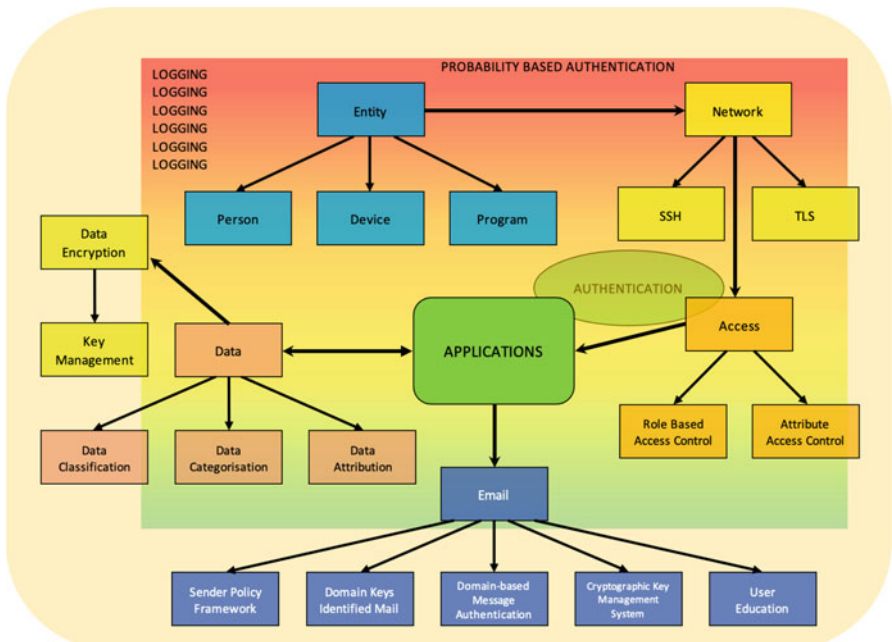 PROBABILITY BASED AUTHENTICATION
LOGGING
LOGGING
LOGGING
LOGGING
LOGGING
LOGGING
Entity
Network
Person
Device
Program
SSH
TLS
Data
Encryption
AUTHENTICATION
Key
Management
Data
APPLICATIONS
Access
Data
Classification
Data
Categorisation
Data
Attribution
Role Based
Access Control
Attribute
Access Control
Email
Sender Policy
Framework
Domain Keys
Identified Mail
Domain-based
Message
Authentication
Cryptographic Key
Management
System
User
Education